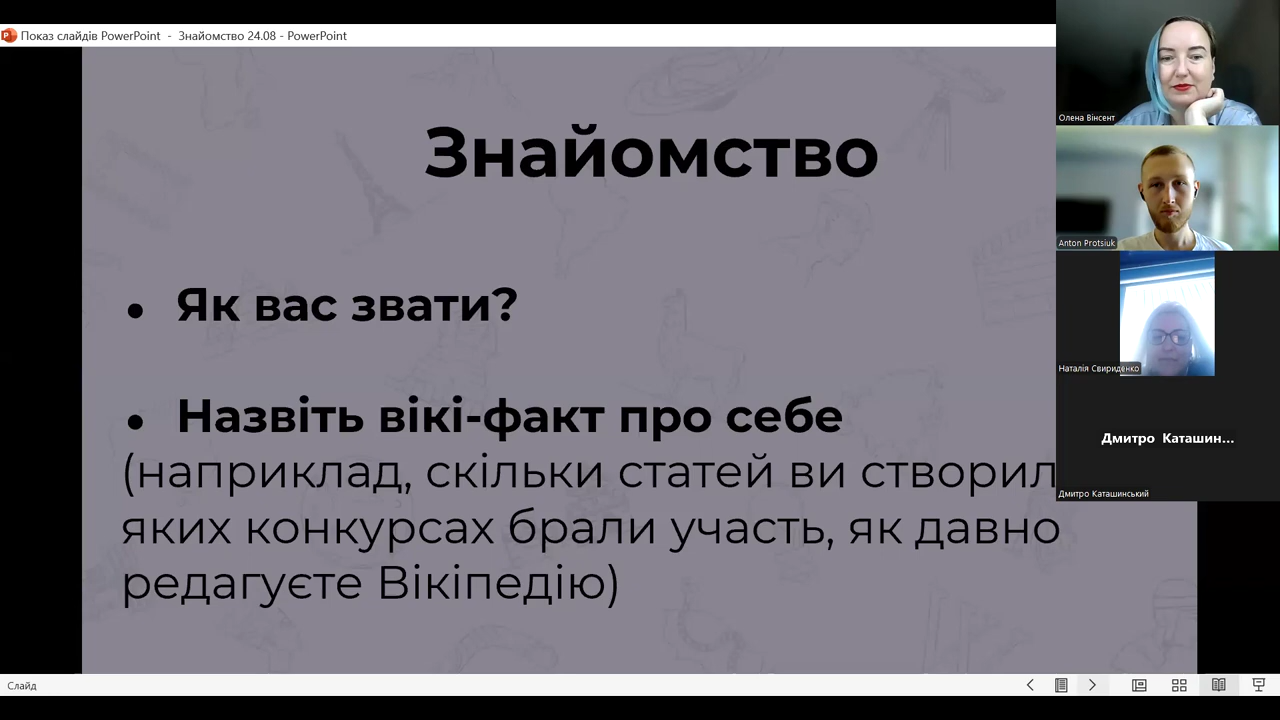 Показ слайдів PowerPoint - Знайомство 24.08 - PowerPoint
Знайомство
• Як вас звати?
• Назвіть вікі-факт про себе
(наприклад, скільки статей ви створил
яких конкурсах брали участь, як давно
редагуєте Вікіпедію)
Олена Вінсент
Anton Protsiuk
Наталія Свириденко
Дмитро Каташин...
Дмитро Каташинський
Слайд